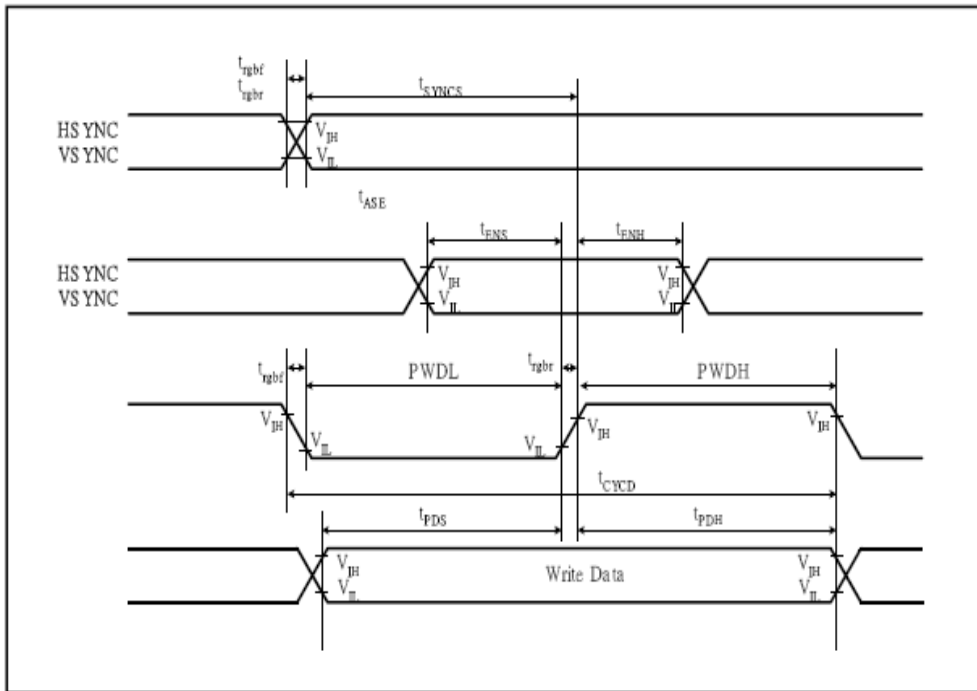 t_rgbf
t_rgbr
t_SYNCS
HS YNC
VS YNC
V_IH
V_IL
t_ASE
t_ENS
t_ENH
HS YNC
VS YNC
V_IH
V_IL
V_IH
t_rgbf
PWDL
t_rgbr
PWDH
V_IH
V_IL
V_IL
V_IH
V_IH
t_CYCD
t_PDS
t_PDH
V_IH
V_IL
Write Data
V_IH
V_IL